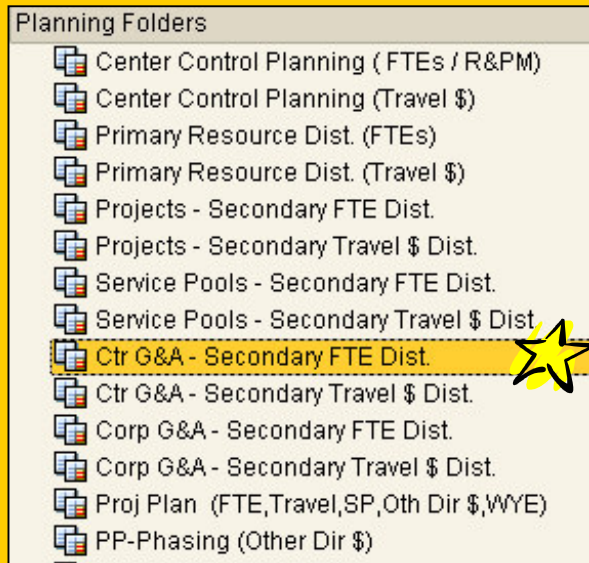 Planning Folders
Center Control Planning ( FTEs / R&PM)
Center Control Planning (Travel $)
Primary Resource Dist. (FTEs)
Primary Resource Dist. (Travel $)
Projects - Secondary FTE Dist.
Projects - Secondary Travel $ Dist.
Service Pools - Secondary FTE Dist.
Service Pools - Secondary Travel $ Dist.
Ctr G&A - Secondary FTE Dist.
Ctr G&A - Secondary Travel $ Dist.
Corp G&A - Secondary FTE Dist.
Corp G&A - Secondary Travel $ Dist.
Proj Plan (FTE,Travel,SP,Oth Dir $,WYE)
PP-Phasing (Other Dir $)